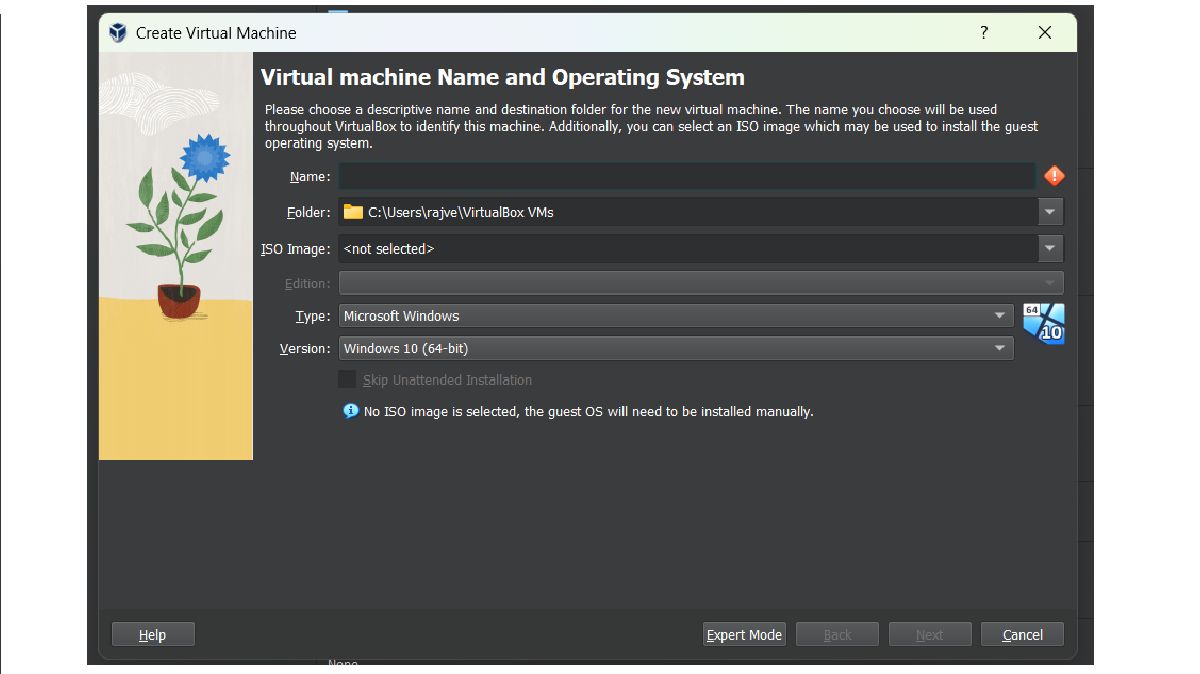 Create Virtual Machine ?
Virtual machine Name and Operating System
Please choose a descriptive name and destination folder for the new virtual machine. The name you choose will be used
throughout VirtualBox to identify this machine. Additionally, you can select an ISO image which may be used to install the guest
operating system.
Name:
Folder: C:\Users\rajve\VirtualBox VMs
ISO Image: <not selected>
Edition:
Type: Microsoft Windows
64
10
Version: Windows 10 (64-bit)
Skip Unattended Installation
No ISO image is selected, the guest OS will need to be installed manually.
Help Expert Mode Back Next Cancel
None